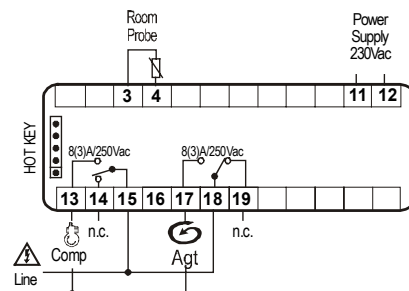 Room
Probe
Power
Supply
230Vac
3 4 11 12
HOT KEY
8(3)A/250Vac 8(3)A/250Vac
13 14 15 16 17 18 19
n.c. n.c.
Comp Agt
Line